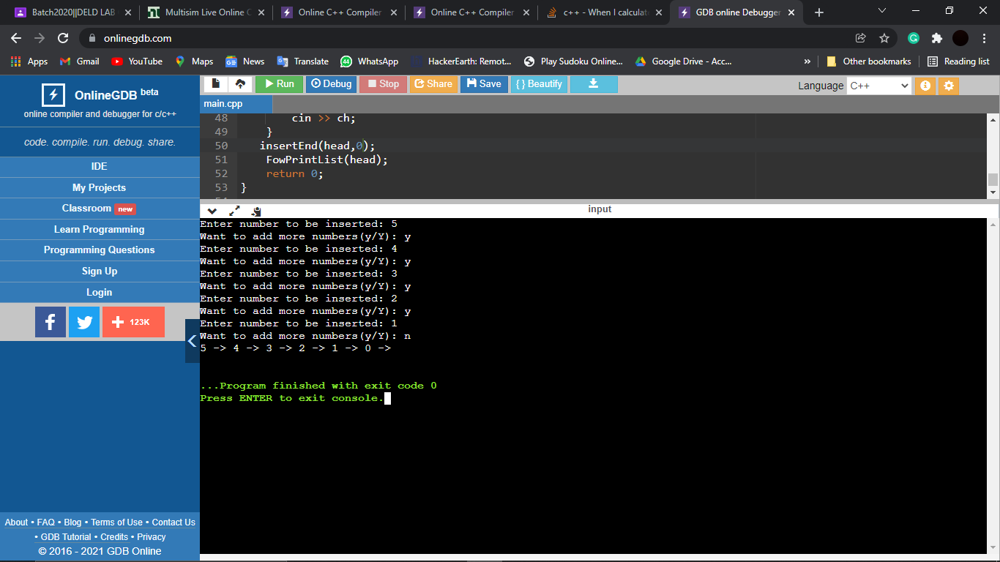 Batch2020||DELD LAB
Multisim Live Online C
Online C++ Compiler
Online C++ Compiler
c++ - When I calculat
GDB online Debugger
onlinegdb.com
Apps
Gmail
YouTube
Maps
News
Translate
44
WhatsApp
HackerEarth: Remot...
Play Sudoku Online...
Google Drive - Acc...
»
Other bookmarks
Reading list
OnlineGDB beta
online compiler and debugger for c/c++
code. compile. run. debug. share.
IDE
My Projects
Classroom new
Learn Programming
Programming Questions
Sign Up
Login
123K
About • FAQ • Blog • Terms of Use • Contact Us
• GDB Tutorial • Credits • Privacy
© 2016 - 2021 GDB Online
Run
Debug
Stop
Share
Save
{ } Beautify
Language C++
main.cpp
48 cin >> ch;
49 }
50 insertEnd(head,0);
51 FowPrintList(head);
52 return 0;
53 }
input
Enter number to be inserted: 5
Want to add more numbers(y/Y): y
Enter number to be inserted: 4
Want to add more numbers(y/Y): y
Enter number to be inserted: 3
Want to add more numbers(y/Y): y
Enter number to be inserted: 2
Want to add more numbers(y/Y): y
Enter number to be inserted: 1
Want to add more numbers(y/Y): n
5 -> 4 -> 3 -> 2 -> 1 -> 0 ->
...Program finished with exit code 0
Press ENTER to exit console.